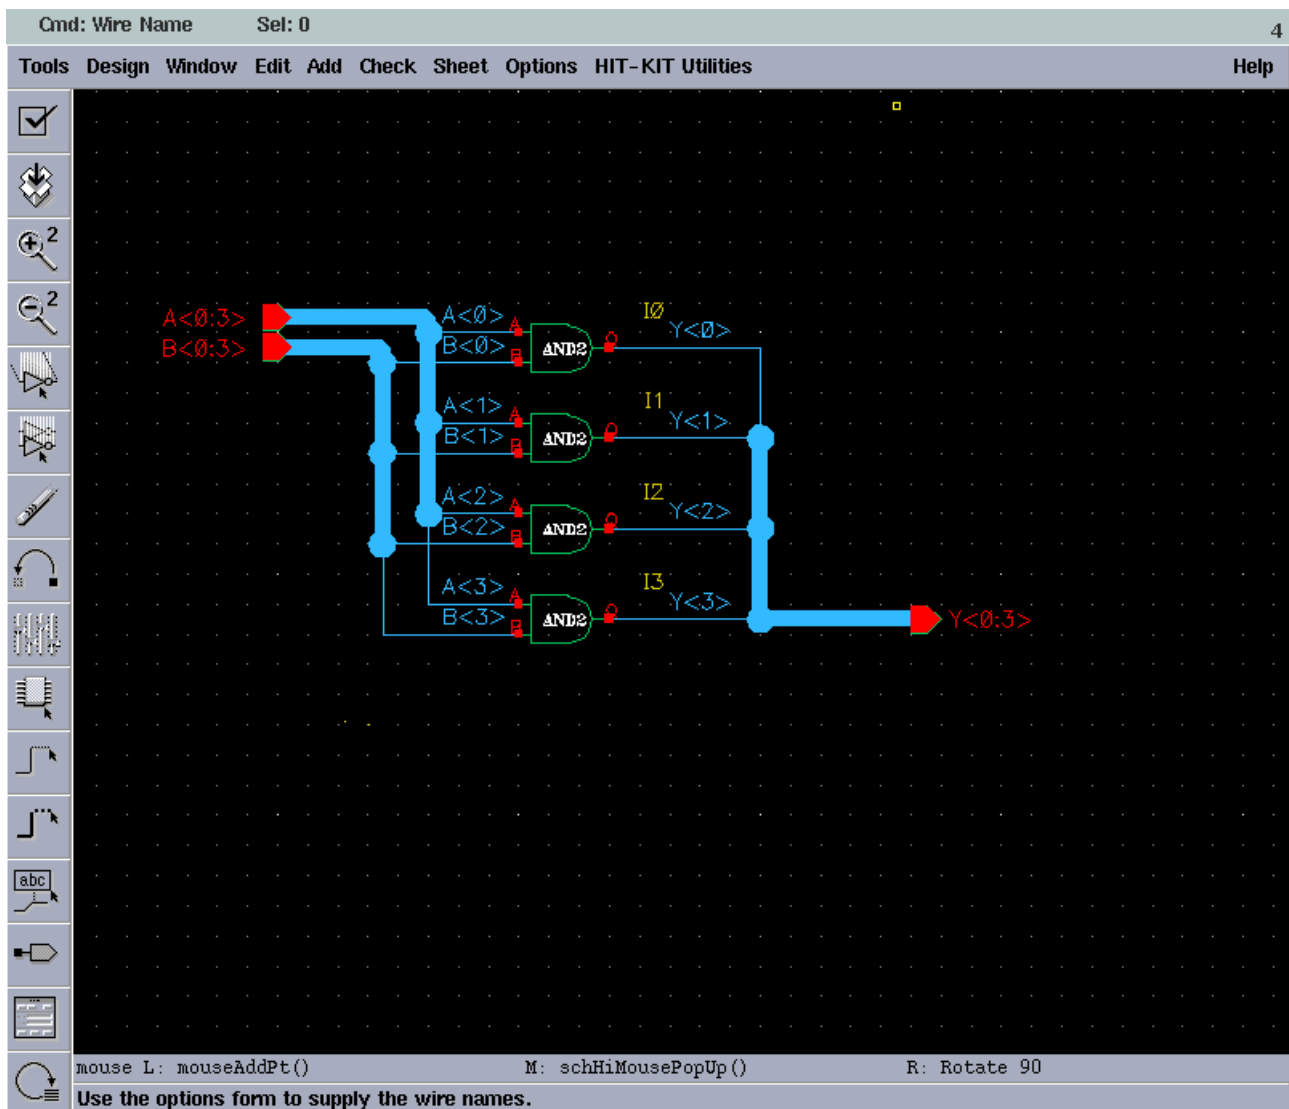 Cmd: Wire Name Sel: 0 4
Tools Design Window Edit Add Check Sheet Options HIT-KIT Utilities Help
2
2
abc
A<0:3>
B<0:3>
A<0> A I0 Y<0>
B<0> B AND2 Q
A<1> A I1 Y<1>
B<1> B AND2 Q
A<2> A I2 Y<2>
B<2> B AND2 Q
A<3> A I3 Y<3>
B<3> B AND2 Q
Y<0:3>
mouse L: mouseAddPt() M: schHiMousePopUp() R: Rotate 90
Use the options form to supply the wire names.